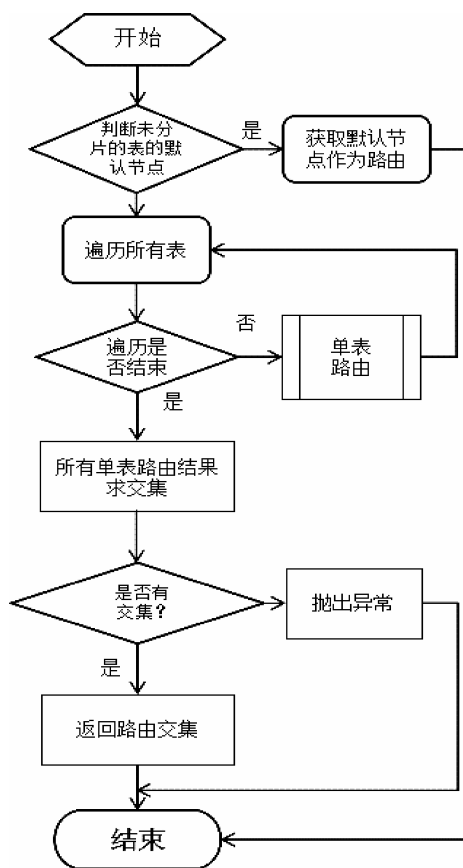 开始
判断未分
片的表的默
认节点
是
获取默认节
点作为路由
遍历所有表
遍历是
否结束
否
单表
路由
是
所有单表路由结果
求交集
是否有
交集?
抛出异常
是
返回路由交集
结束